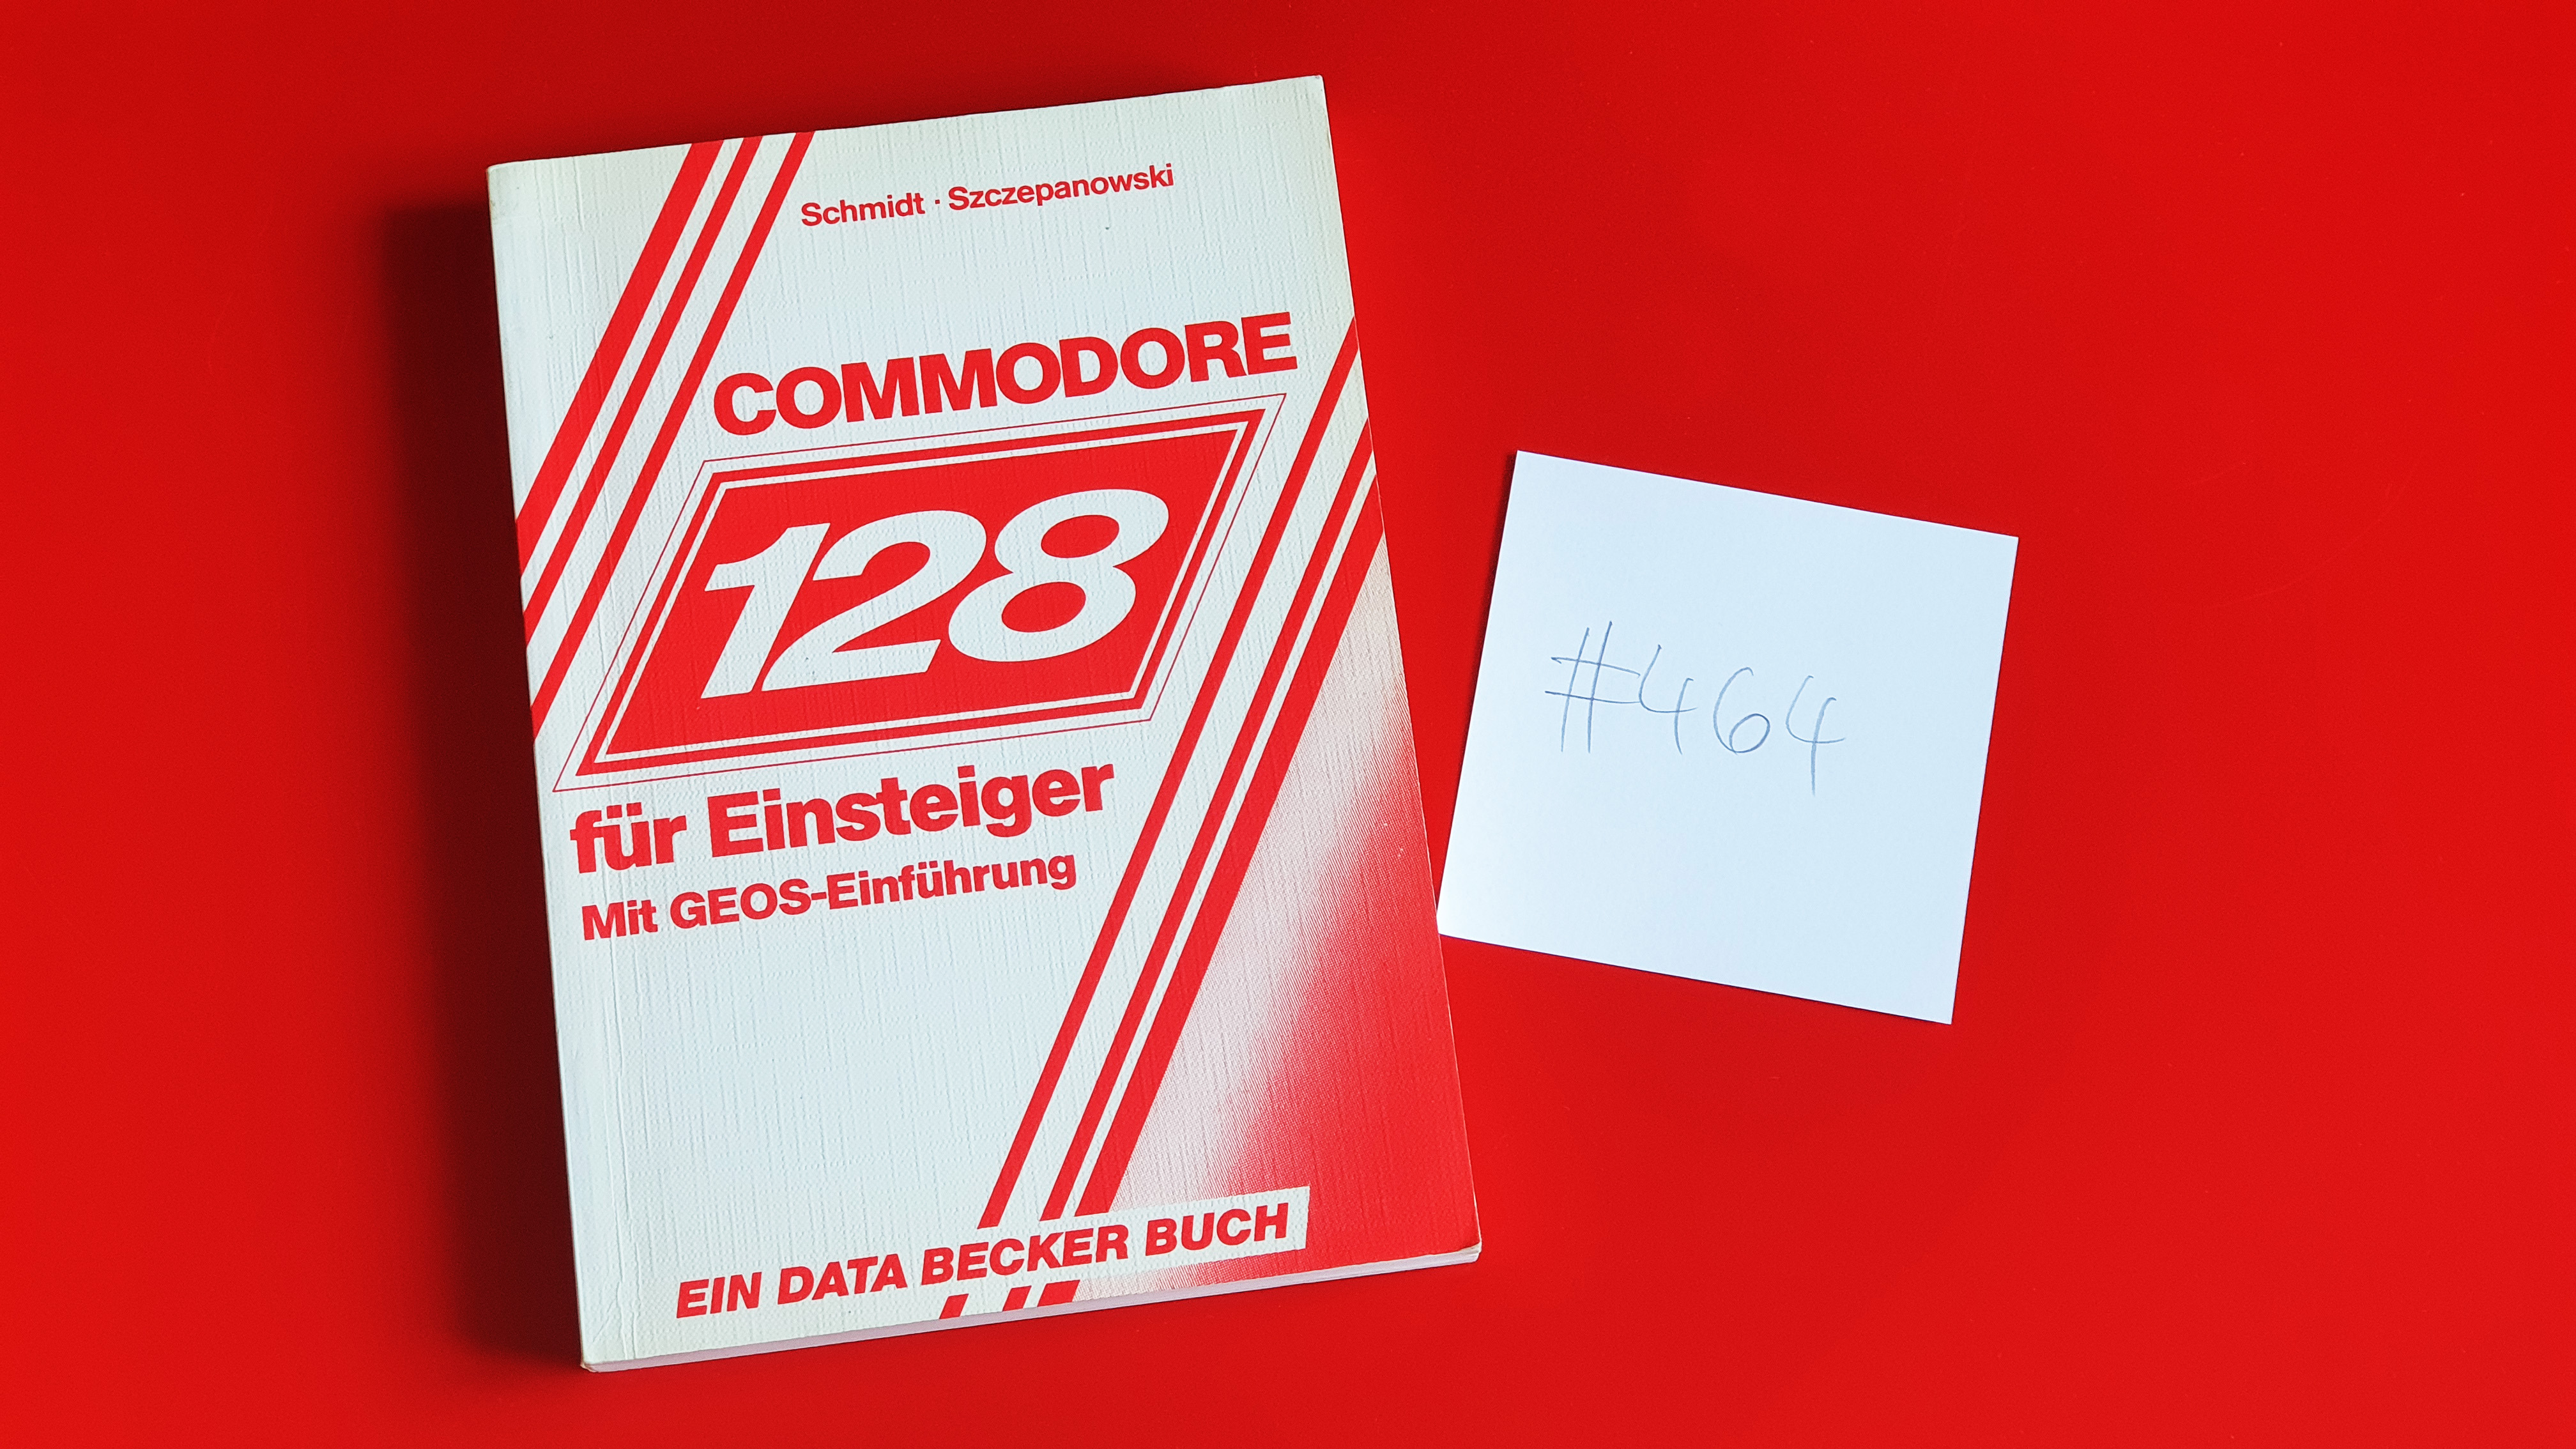 Schmidt · Szczepanowski
COMMODORE
128
für Einsteiger
Mit GEOS-Einführung
EIN DATA BECKER BUCH
#464